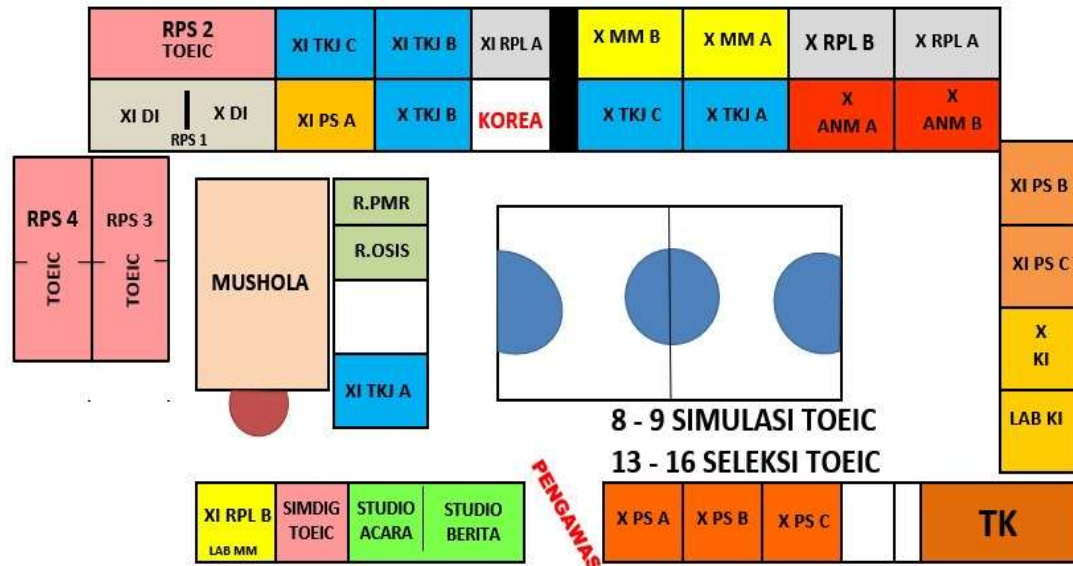 RPS 2
TOEIC
XI TKJ C
XI TKJ B
XI RPL A
X MM B
X MM A
X RPL B
X RPL A
XI DI
X DI
RPS 1
XI PS A
X TKJ B
KOREA
X TKJ C
X TKJ A
X
ANM A
X
ANM B
RPS 4
TOEIC
RPS 3
TOEIC
MUSHOLA
R.PMR
R.OSIS
XI TKJ A
XI PS B
XI PS C
X
KI
LAB KI
8 - 9 SIMULASI TOEIC
13 - 16 SELEKSI TOEIC
XI RPL B
LAB MM
SIMDIG
TOEIC
STUDIO
ACARA
STUDIO
BERITA
PENGAWAS
X PS A
X PS B
X PS C
TK